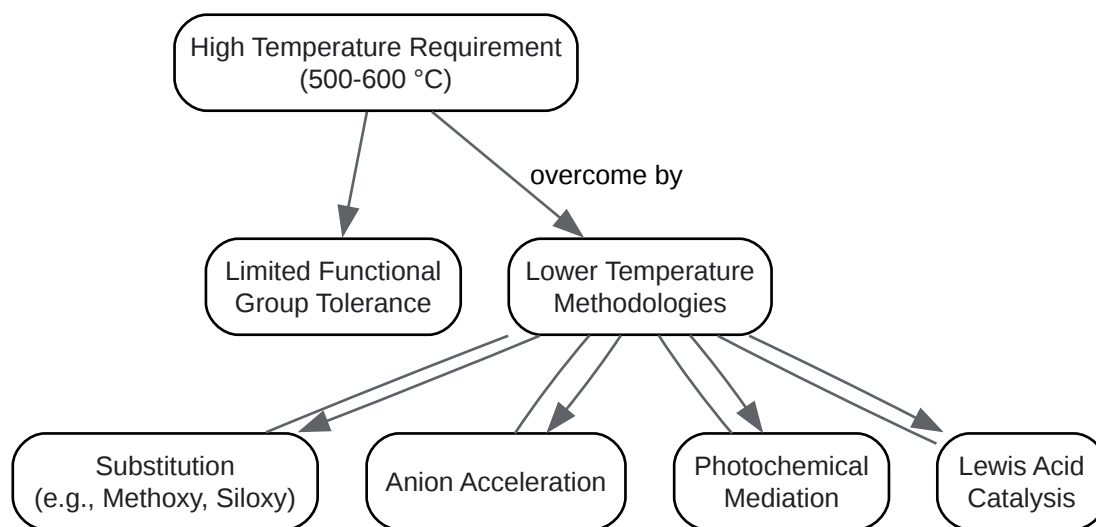 High Temperature Requirement
(500-600 °C)
overcome by
Limited Functional
Group Tolerance
Lower Temperature
Methodologies
Substitution
(e.g., Methoxy, Siloxy)
Anion Acceleration
Photochemical
Mediation
Lewis Acid
Catalysis